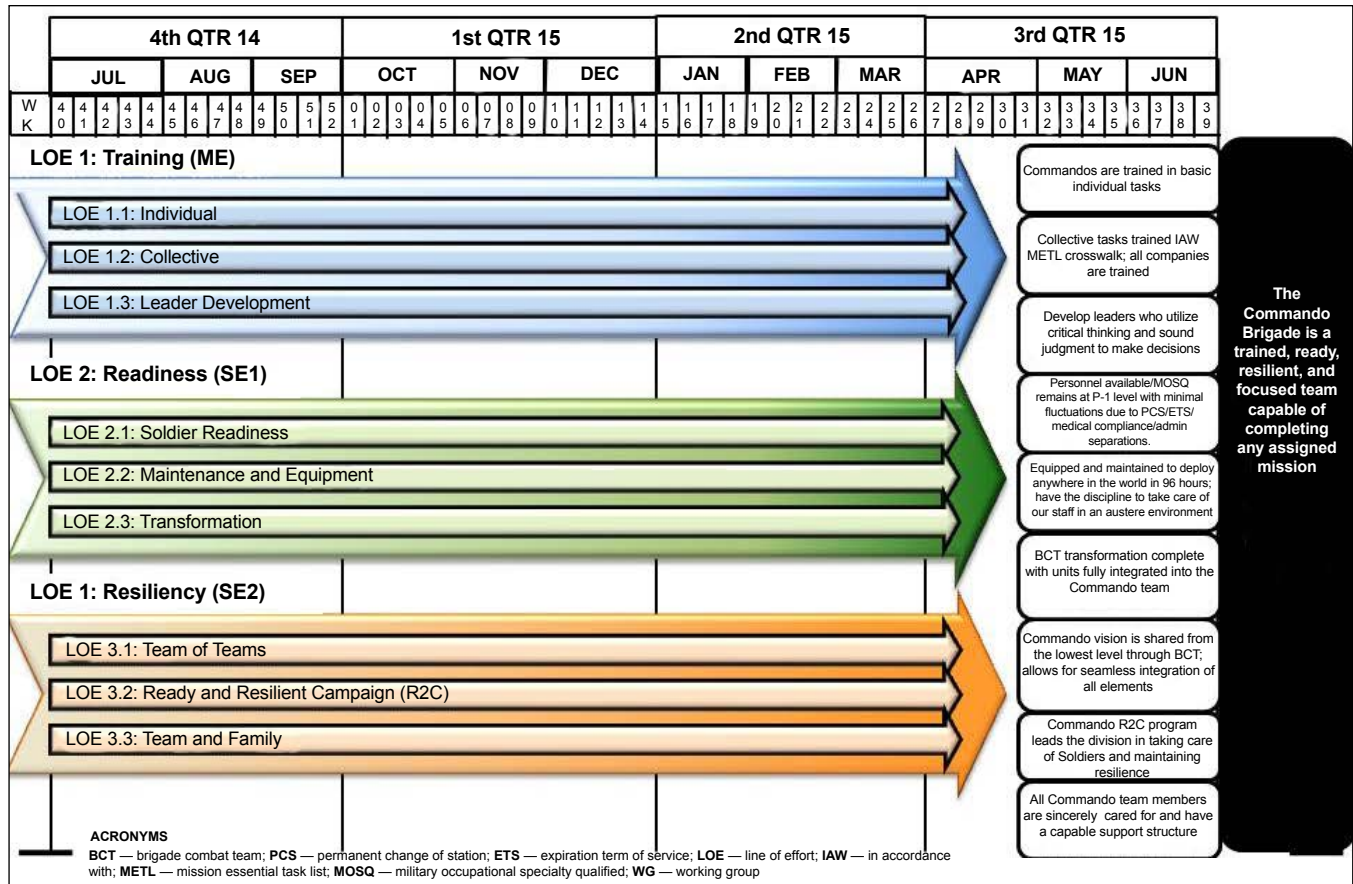 4th QTR 14 1st QTR 15 2nd QTR 15 3rd QTR 15
JUL AUG SEP OCT NOV DEC JAN FEB MAR APR MAY JUN
WK 40 41 42 43 44 45 46 47 48 49 50 51 52 01 02 03 04 05 06 07 08 09 10 11 12 13 14 15 16 17 18 19 20 21 22 23 24 25 26 27 28 29 30 31 32 33 34 35 36 37 38 39
LOE 1: Training (ME)
LOE 1.1: Individual
LOE 1.2: Collective
LOE 1.3: Leader Development
LOE 2: Readiness (SE1)
LOE 2.1: Soldier Readiness
LOE 2.2: Maintenance and Equipment
LOE 2.3: Transformation
LOE 1: Resiliency (SE2)
LOE 3.1: Team of Teams
LOE 3.2: Ready and Resilient Campaign (R2C)
LOE 3.3: Team and Family
Commandos are trained in basic
individual tasks
Collective tasks trained IAW
METL crosswalk; all companies
are trained
Develop leaders who utilize
critical thinking and sound
judgment to make decisions
Personnel available/MOSQ
remains at P-1 level with minimal
fluctuations due to PCS/ETS/
medical compliance/admin
separations.
Equipped and maintained to deploy
anywhere in the world in 96 hours;
have the discipline to take care of
our staff in an austere environment
BCT transformation complete
with units fully integrated into the
Commando team
Commando vision is shared from
the lowest level through BCT;
allows for seamless integration of
all elements
Commando R2C program
leads the division in taking care
of Soldiers and maintaining
resilience
All Commando team members
are sincerely cared for and have
a capable support structure
The
Commando
Brigade is a
trained, ready,
resilient, and
focused team
capable of
completing
any assigned
mission
ACRONYMS
BCT — brigade combat team; PCS — permanent change of station; ETS — expiration term of service; LOE — line of effort; IAW — in accordance
with; METL — mission essential task list; MOSQ — military occupational specialty qualified; WG — working group